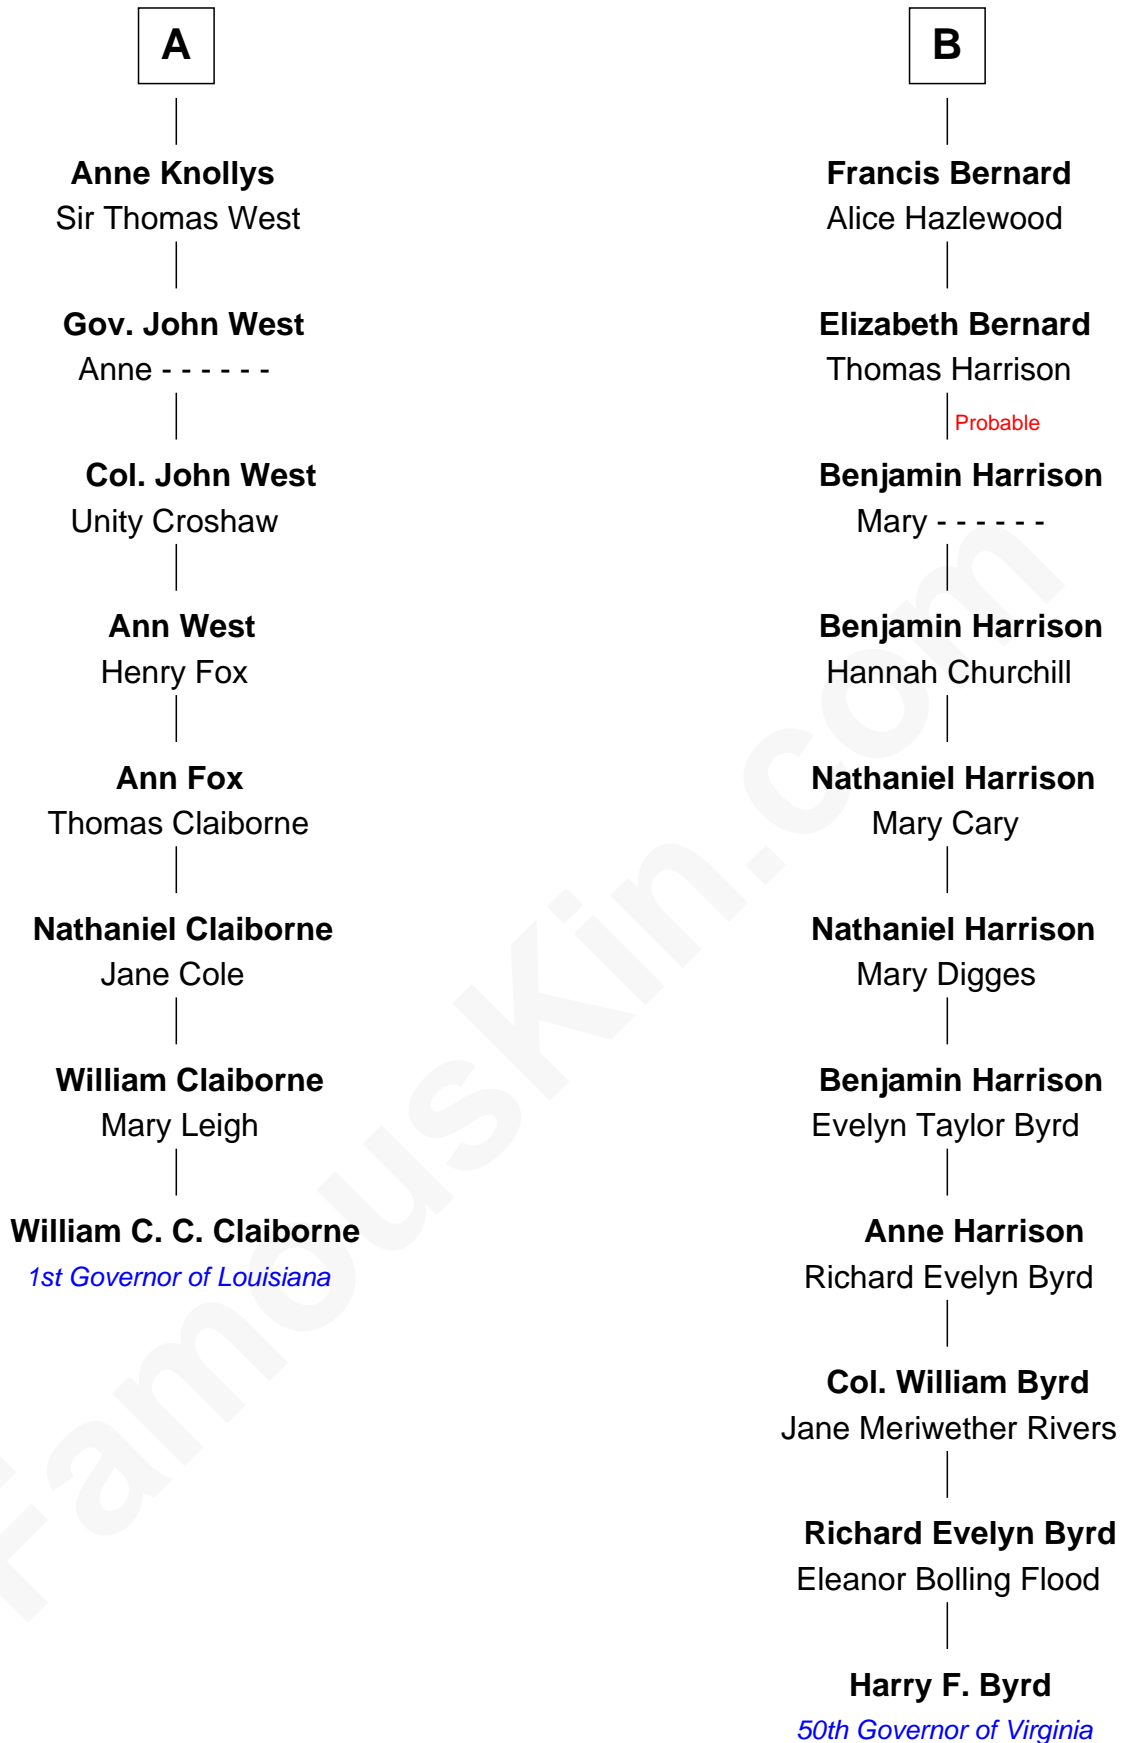 A
Anne Knollys
Sir Thomas West
Gov. John West
Anne - - - - - -
Col. John West
Unity Croshaw
Ann West
Henry Fox
Ann Fox
Thomas Claiborne
Nathaniel Claiborne
Jane Cole
William Claiborne
Mary Leigh
William C. C. Claiborne
1st Governor of Louisiana
B
Francis Bernard
Alice Hazlewood
Elizabeth Bernard
Thomas Harrison
Probable
Benjamin Harrison
Mary - - - - - -
Benjamin Harrison
Hannah Churchill
Nathaniel Harrison
Mary Cary
Nathaniel Harrison
Mary Digges
Benjamin Harrison
Evelyn Taylor Byrd
Anne Harrison
Richard Evelyn Byrd
Col. William Byrd
Jane Meriwether Rivers
Richard Evelyn Byrd
Eleanor Bolling Flood
Harry F. Byrd
50th Governor of Virginia
FamousKin.com